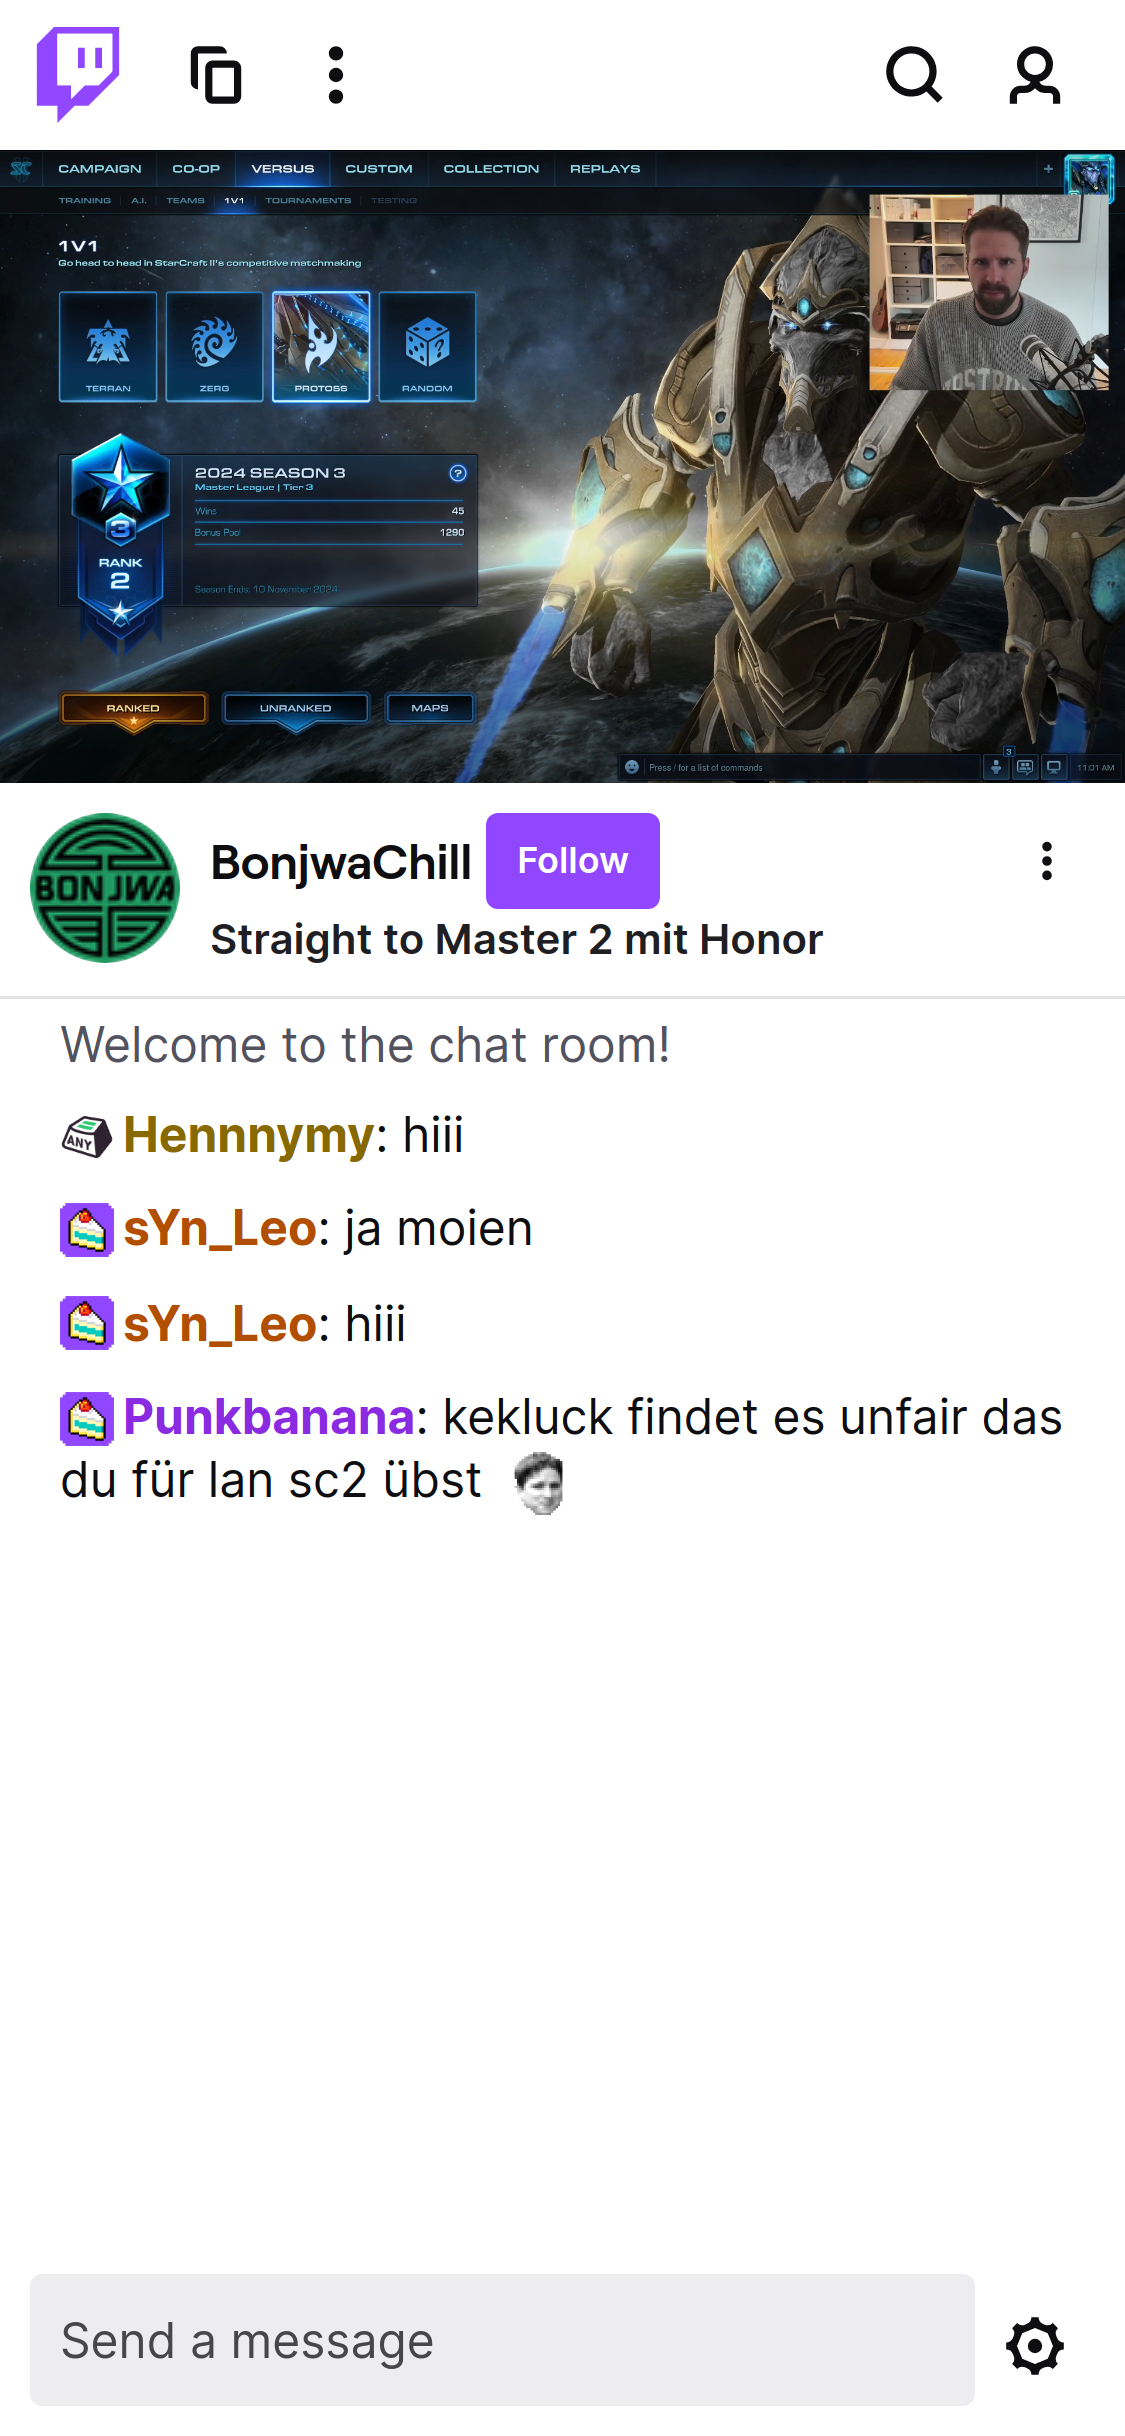 CAMPAIGN CO-OP VERSUS CUSTOM COLLECTION REPLAYS
TRAINING A.I. TEAMS 1V1 TOURNAMENTS TESTING
1V1
Go head to head in StarCraft II's competitive matchmaking
TERRAN ZERG PROTOSS RANDOM
2024 SEASON 3
Master League | Tier 3
Wins 45
Bonus Pool 1290
Season Ends: 10 November 2024
3
RANK
2
RANKED UNRANKED MAPS
3
Press / for a list of commands
11:01 AM
BONJWA
BonjwaChill Follow
Straight to Master 2 mit Honor
Welcome to the chat room!
ANY Hennnymy: hiii
sYn_Leo: ja moien
sYn_Leo: hiii
Punkbanana: kekluck findet es unfair das
du für lan sc2 übst
Send a message